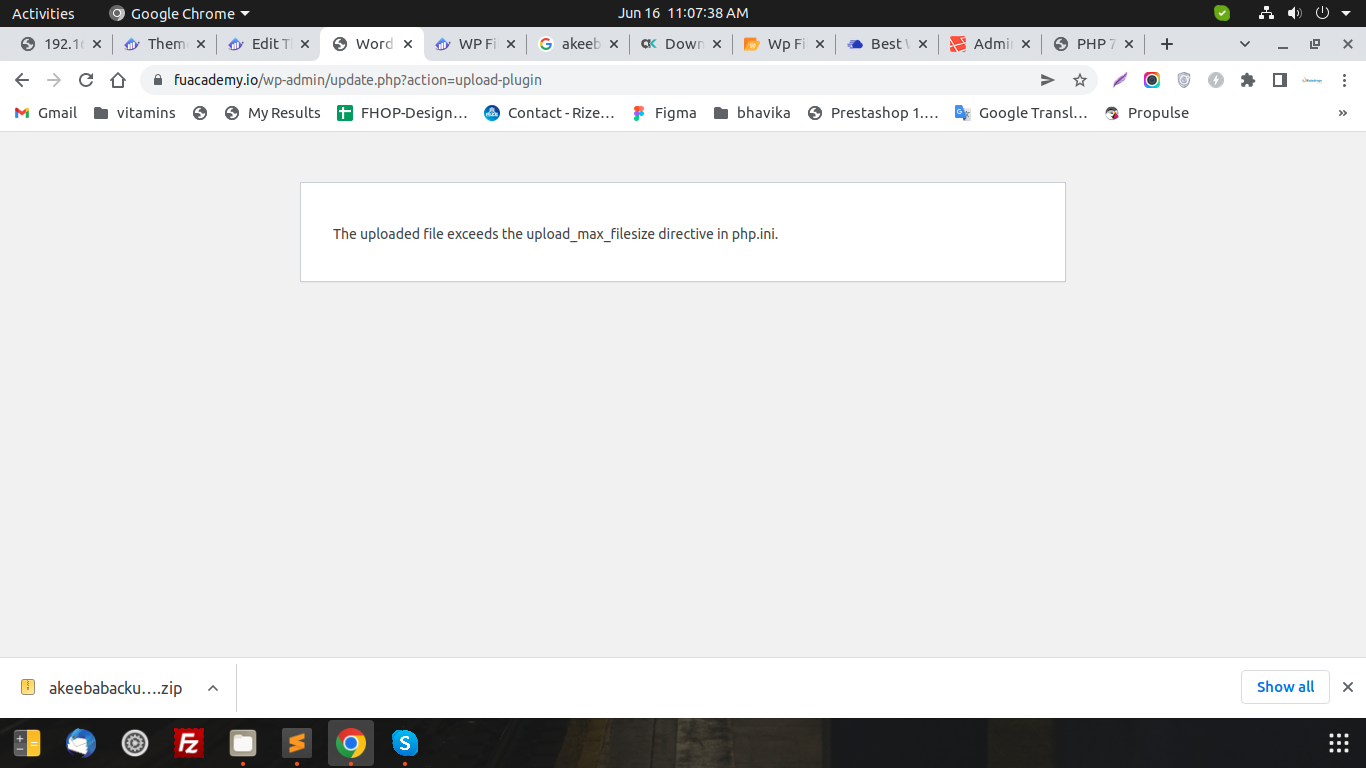 Activities Google Chrome Jun 16 11:07:38 AM
192.1 Them Edit T Word WP Fi akeeb Down Wp Fi Best Admi PHP 7
fuacademy.io/wp-admin/update.php?action=upload-plugin
Gmail vitamins My Results FHOP-Design… Contact - Rize… Figma bhavika Prestashop 1.… Google Transl… Propulse »
The uploaded file exceeds the upload_max_filesize directive in php.ini.
akeebabacku….zip Show all